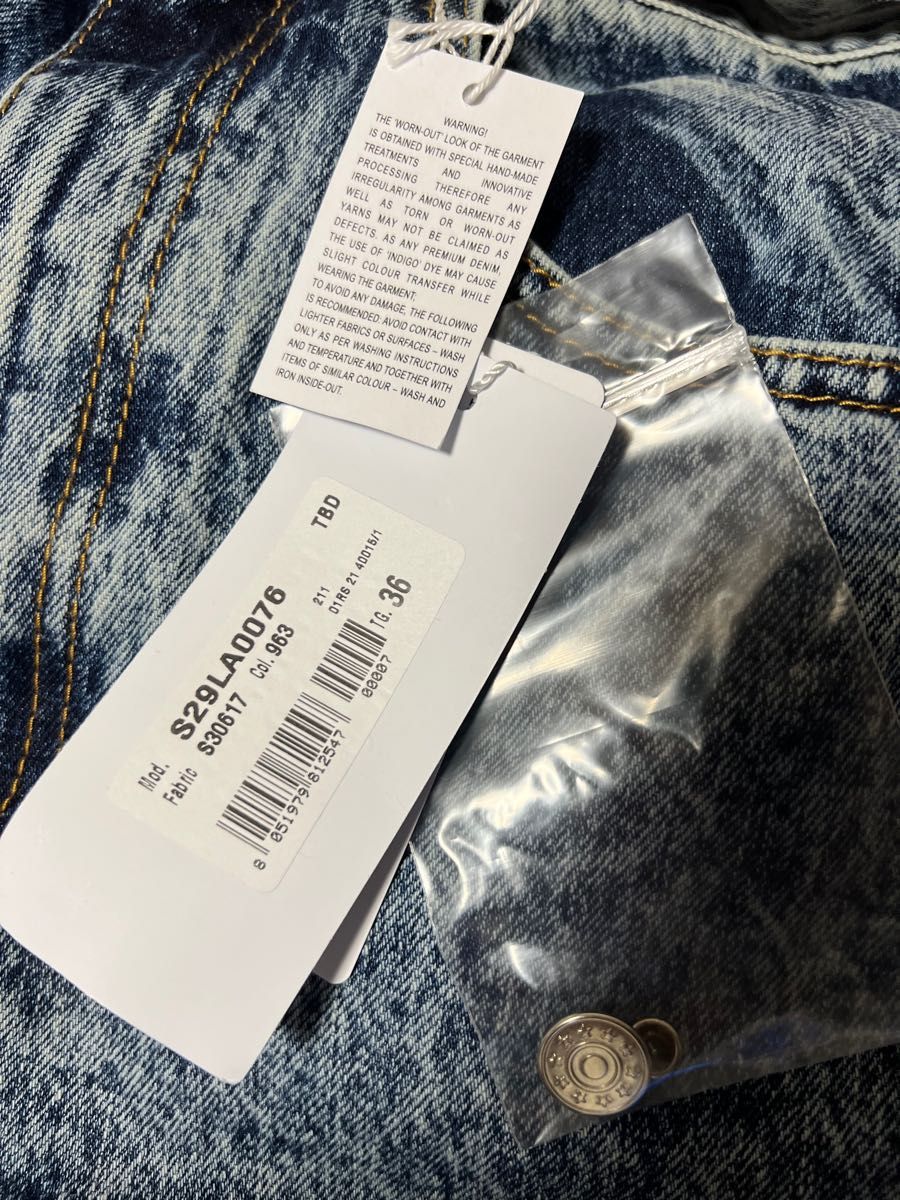 WARNING!
THE 'WORN-OUT' LOOK OF THE GARMENT
IS OBTAINED WITH SPECIAL HAND-MADE
TREATMENTS AND INNOVATIVE
PROCESSING THEREFORE ANY
IRREGULARITY AMONG GARMENTS AS
WELL AS TORN OR WORN-OUT
YARNS MAY NOT BE CLAIMED AS
DEFECTS. AS ANY PREMIUM DENIM,
THE USE OF 'INDIGO' DYE MAY CAUSE
SLIGHT COLOUR TRANSFER WHILE
WEARING THE GARMENT.
TO AVOID ANY DAMAGE, THE FOLLOWING
IS RECOMMENDED: AVOID CONTACT WITH
LIGHTER FABRICS OR SURFACES – WASH
ONLY AS PER WASHING INSTRUCTIONS
AND TEMPERATURE AND TOGETHER WITH
ITEMS OF SIMILAR COLOUR – WASH AND
IRON INSIDE-OUT.
TBD
Mod. S29LA0076
Fabric S30617 Col. 963
211
01.RS 21 40015/1
TG. 36
00007
8 051979 812547